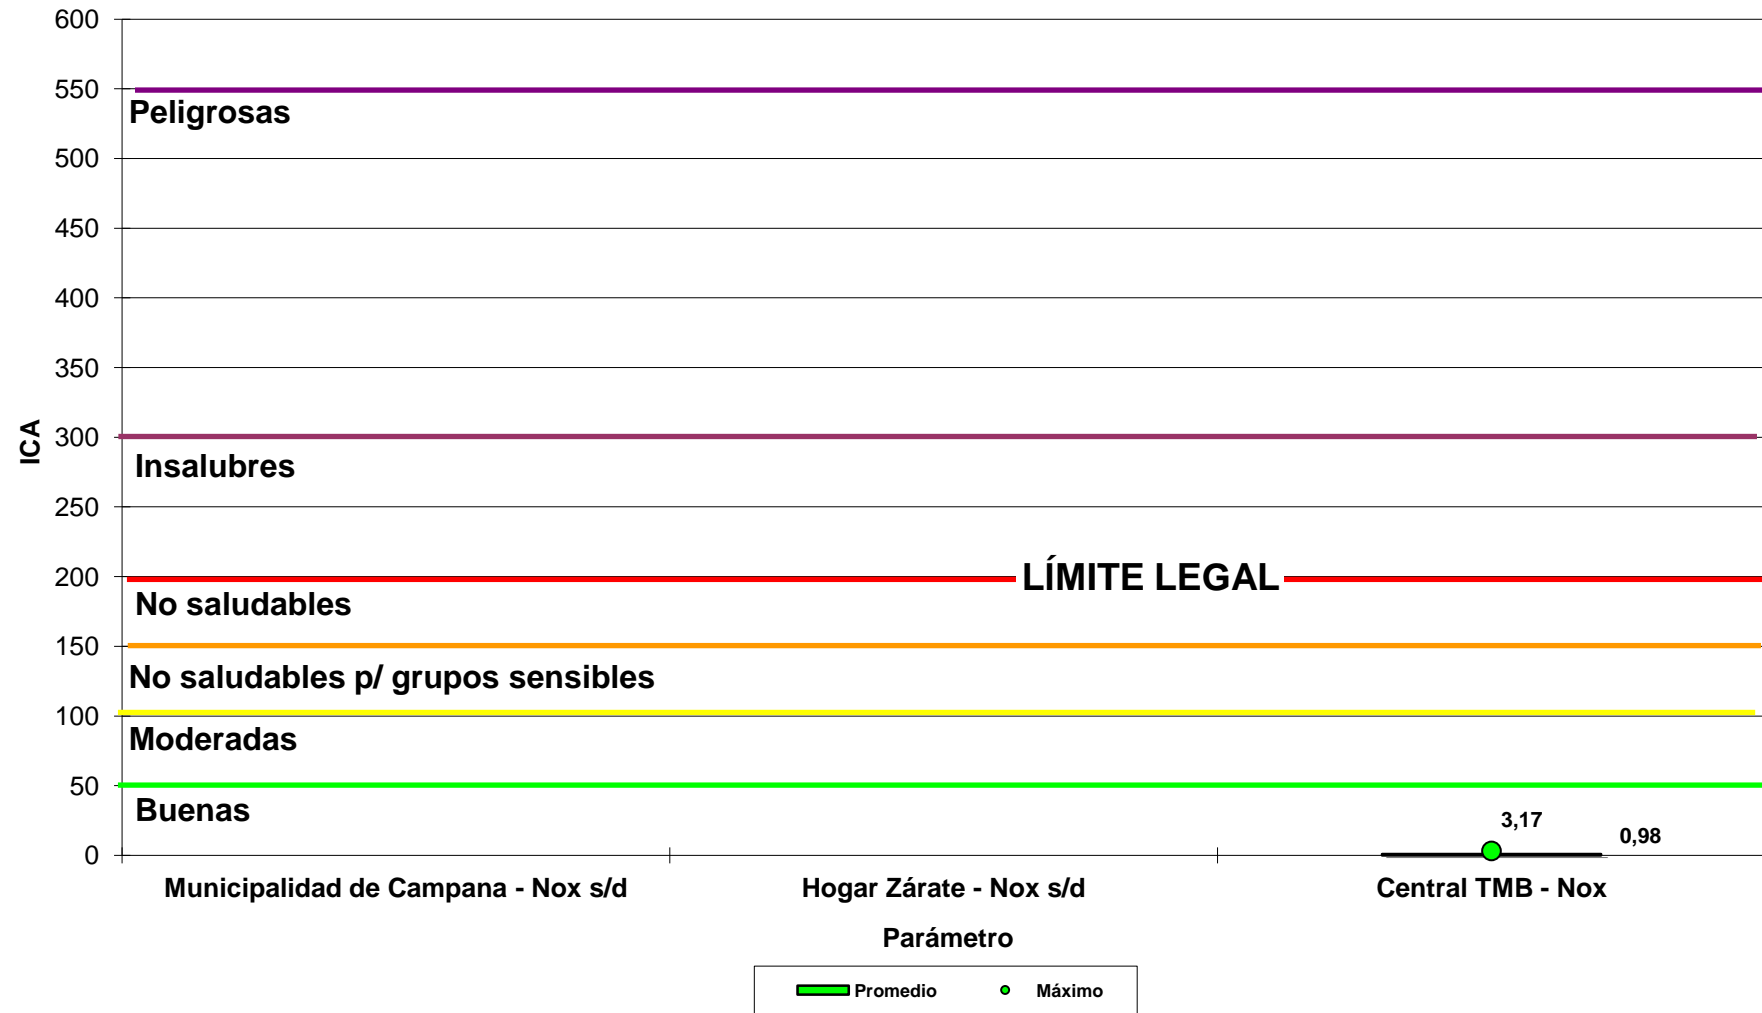 600
550
Peligrosas
500
450
400
350
300
ICA
Insalubres
250
200
LÍMITE LEGAL
No saludables
150
No saludables p/ grupos sensibles
100
Moderadas
50
Buenas
3,17
0,98
0
Municipalidad de Campana - Nox s/d
Hogar Zárate - Nox s/d
Central TMB - Nox
Parámetro
Promedio
Máximo